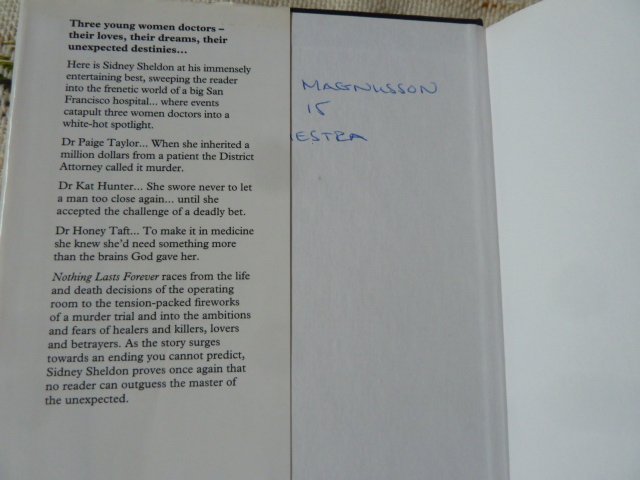 Three young women doctors –
their loves, their dreams, their
unexpected destinies...
Here is Sidney Sheldon at his immensely
entertaining best, sweeping the reader
into the frenetic world of a big San
Francisco hospital... where events
catapult three women doctors into a
white-hot spotlight.
Dr Paige Taylor... When she inherited a
million dollars from a patient the District
Attorney called it murder.
Dr Kat Hunter... She swore never to let
a man too close again... until she
accepted the challenge of a deadly bet.
Dr Honey Taft... To make it in medicine
she knew she'd need something more
than the brains God gave her.
Nothing Lasts Forever races from the life
and death decisions of the operating
room to the tension-packed fireworks
of a murder trial and into the ambitions
and fears of healers and killers, lovers
and betrayers. As the story surges
towards an ending you cannot predict,
Sidney Sheldon proves once again that
no reader can outguess the master of
the unexpected.
MAGNUSSON
15
ESTRA